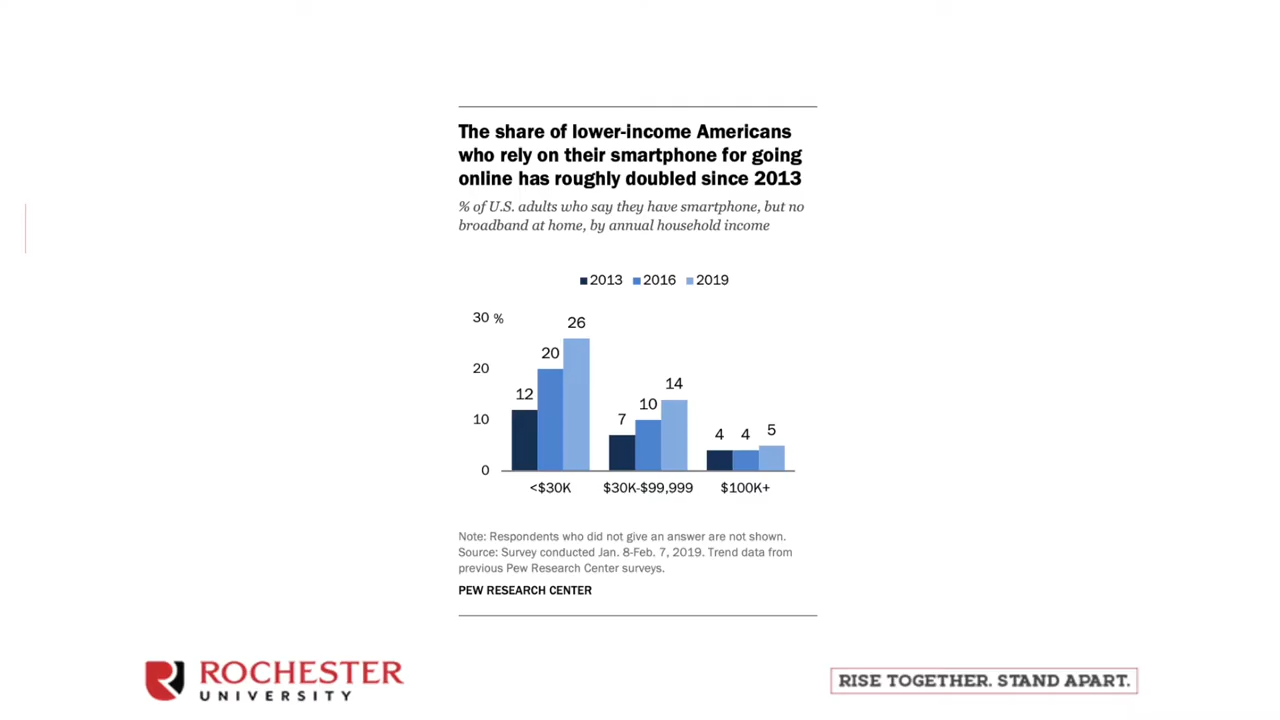 The share of lower-income Americans
who rely on their smartphone for going
online has roughly doubled since 2013
% of U.S. adults who say they have smartphone, but no
broadband at home, by annual household income
2013 2016 2019
30 %
20
10
0
12 20 26
7 10 14
4 4 5
<$30K $30K-$99,999 $100K+
Note: Respondents who did not give an answer are not shown.
Source: Survey conducted Jan. 8-Feb. 7, 2019. Trend data from
previous Pew Research Center surveys.
PEW RESEARCH CENTER
ROCHESTER
UNIVERSITY
RISE TOGETHER. STAND APART.